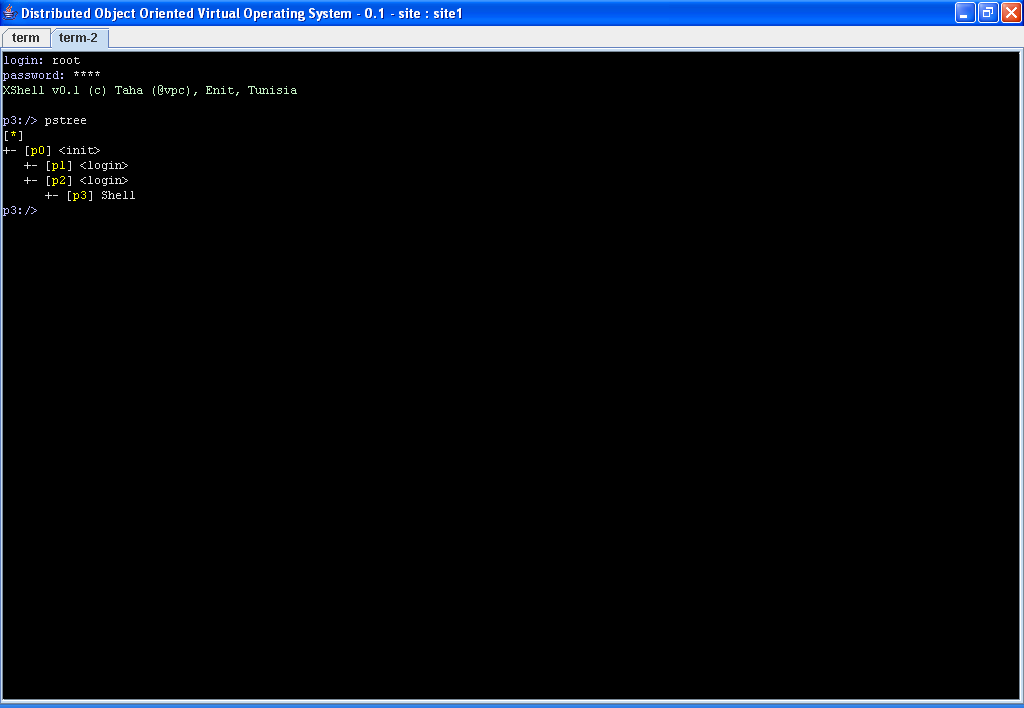 Distributed Object Oriented Virtual Operating System - 0.1 - site : site1
term
term-2
login: root
password: ****
XShell v0.1 (c) Taha (@vpc), Enit, Tunisia
p3:/> pstree
[*]
+- [p0] <init>
+- [p1] <login>
+- [p2] <login>
+- [p3] Shell
p3:/>